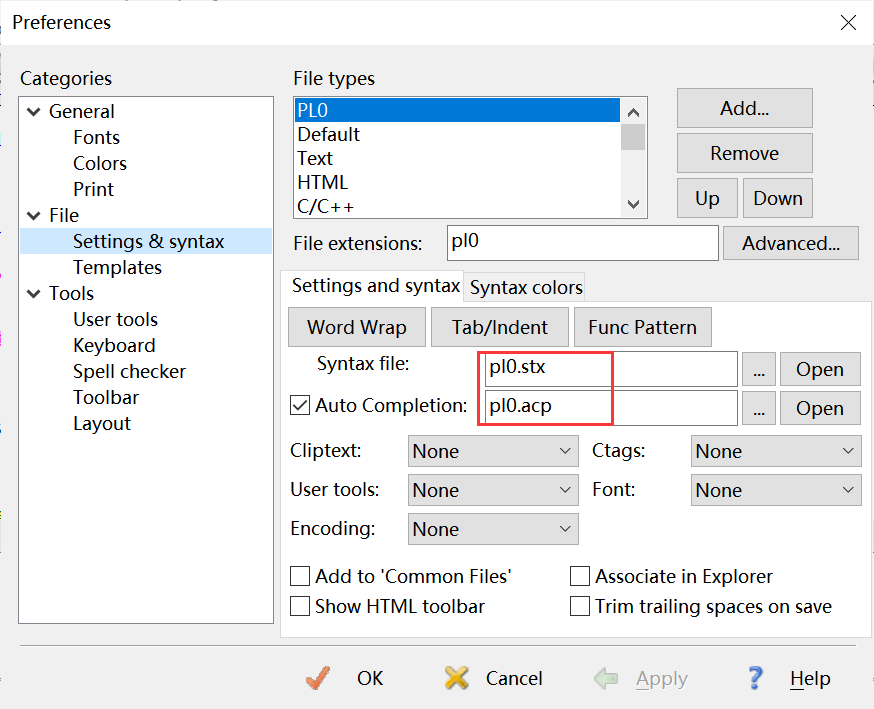 Preferences
Categories
General
Fonts
Colors
Print
File
Settings & syntax
Templates
Tools
User tools
Keyboard
Spell checker
Toolbar
Layout
File types
PL0
Default
Text
HTML
C/C++
Add...
Remove
Up Down
File extensions: pl0 Advanced...
Settings and syntax Syntax colors
Word Wrap Tab/Indent Func Pattern
Syntax file: pl0.stx ... Open
Auto Completion: pl0.acp ... Open
Cliptext: None Ctags: None
User tools: None Font: None
Encoding: None
Add to 'Common Files' Associate in Explorer
Show HTML toolbar Trim trailing spaces on save
OK Cancel Apply ? Help